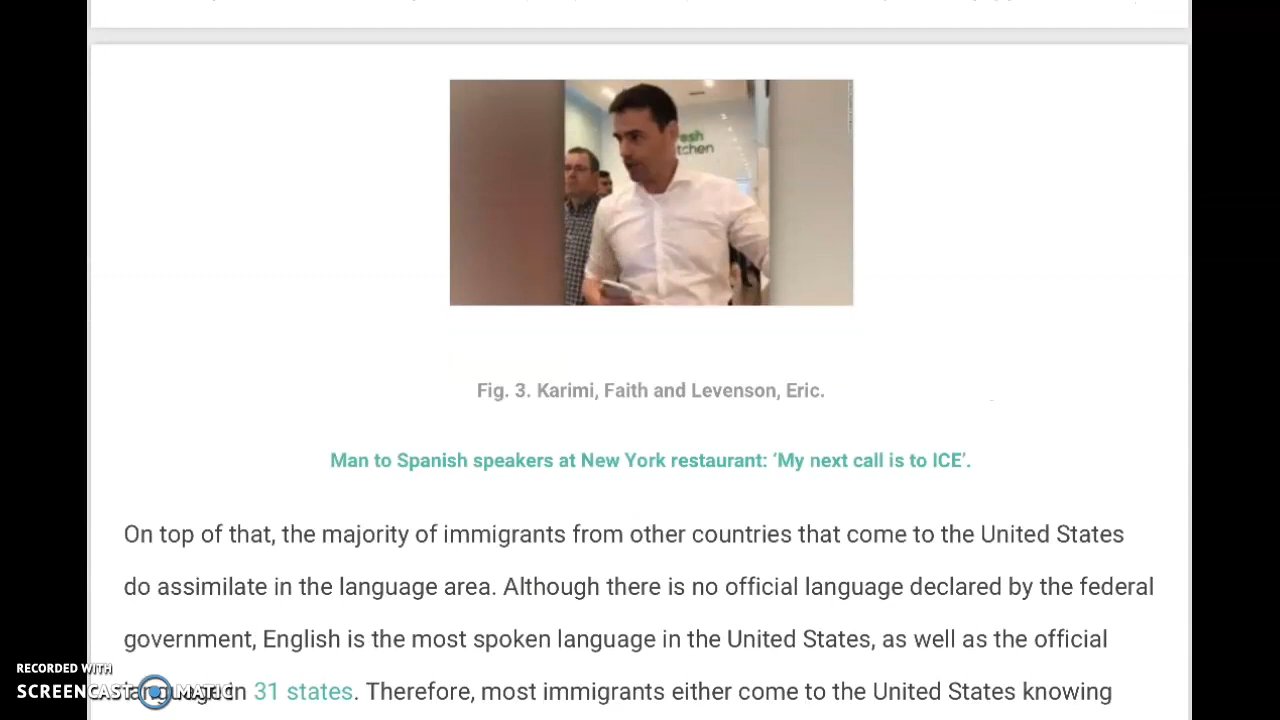 esh
tchen
Fig. 3. Karimi, Faith and Levenson, Eric.
Man to Spanish speakers at New York restaurant: ‘My next call is to ICE’.
On top of that, the majority of immigrants from other countries that come to the United States
do assimilate in the language area. Although there is no official language declared by the federal
government, English is the most spoken language in the United States, as well as the official
RECORDED WITH
SCREENCAST MATIC
in 31 states. Therefore, most immigrants either come to the United States knowing